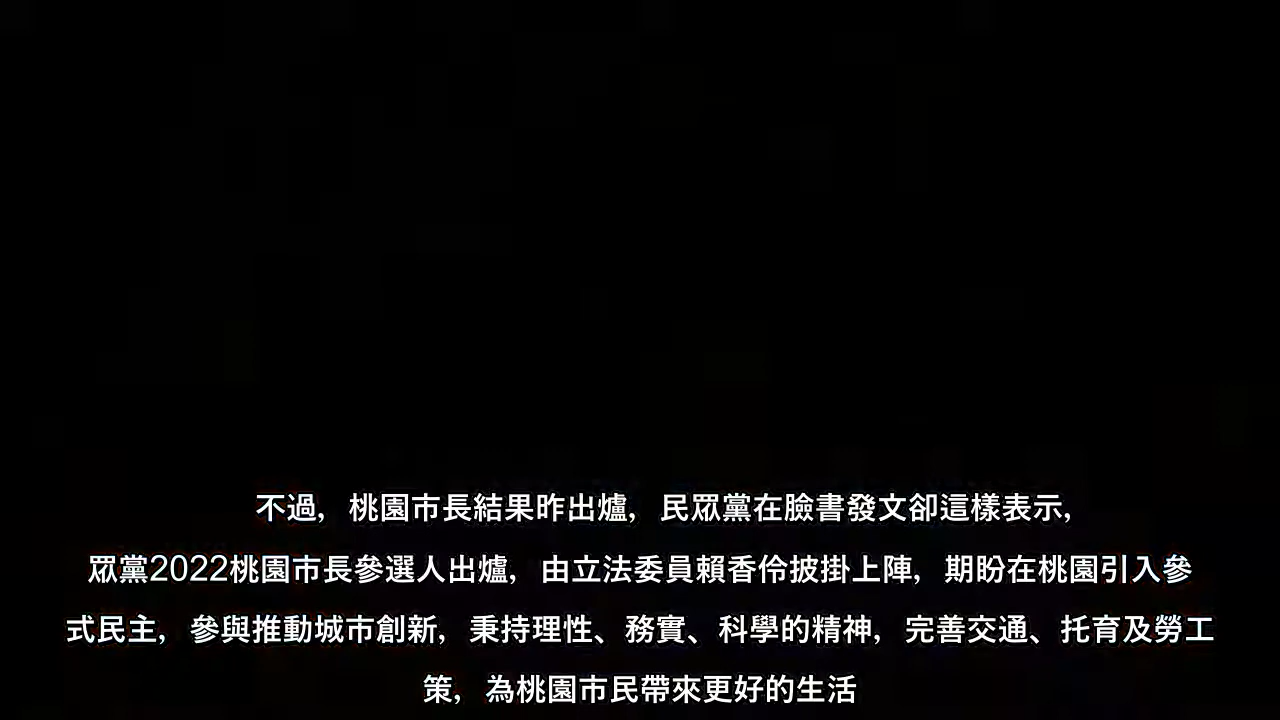 不過，桃園市長結果昨出爐，民眾黨在臉書發文卻這樣表示，
眾黨2022桃園市長參選人出爐，由立法委員賴香伶披掛上陣，期盼在桃園引入參
式民主，參與推動城市創新，秉持理性、務實、科學的精神，完善交通、托育及勞工
策，為桃園市民帶來更好的生活